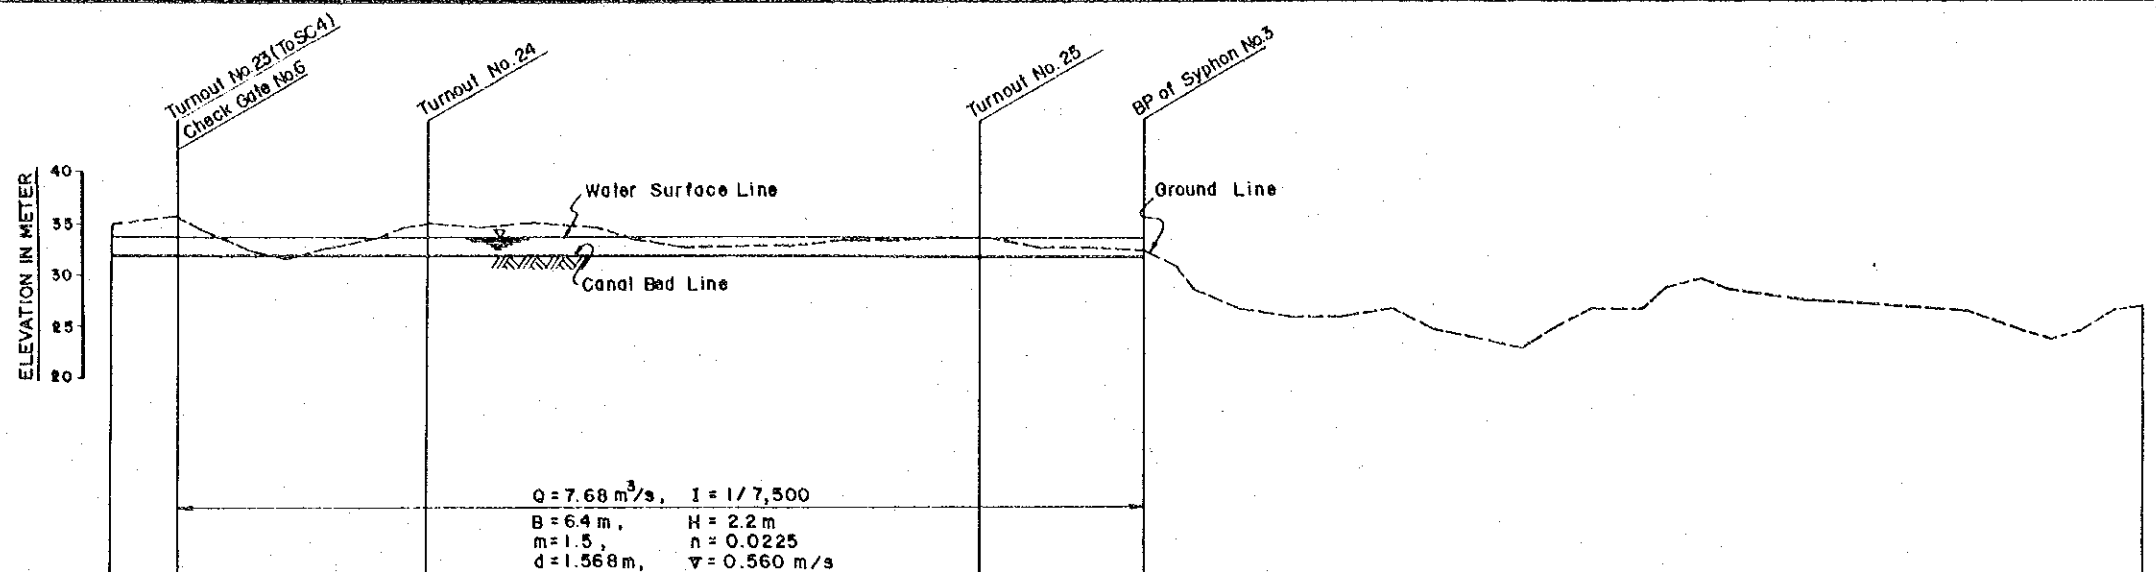 Turnout No.23(To SC4)
Check Gate No.6
Turnout No.24
Turnout No.25
BP of Syphon No.3
ELEVATION IN METER
40
35
30
25
20
Water Surface Line
Ground Line
Canal Bed Line
Q = 7.68 m³/s, I = 1/7,500
B = 6.4 m, H = 2.2 m
m = 1.5, n = 0.0225
d = 1.568 m, v = 0.560 m/s